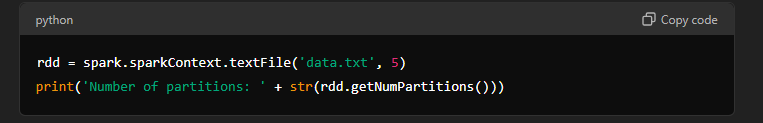 python Copy code
rdd = spark.sparkContext.textFile('data.txt', 5)
print('Number of partitions: ' + str(rdd.getNumPartitions()))